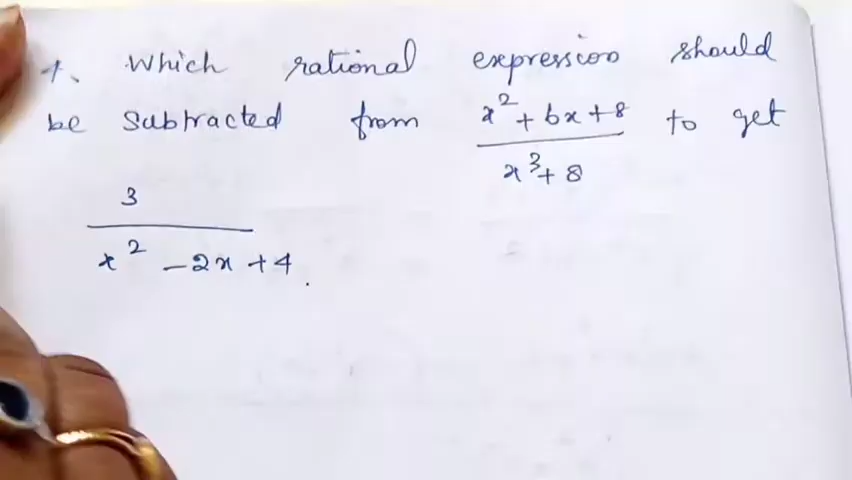 1. Which rational expression should
be subtracted from x² + 6x + 8 / x³ + 8 to get
3 / x² - 2x + 4.